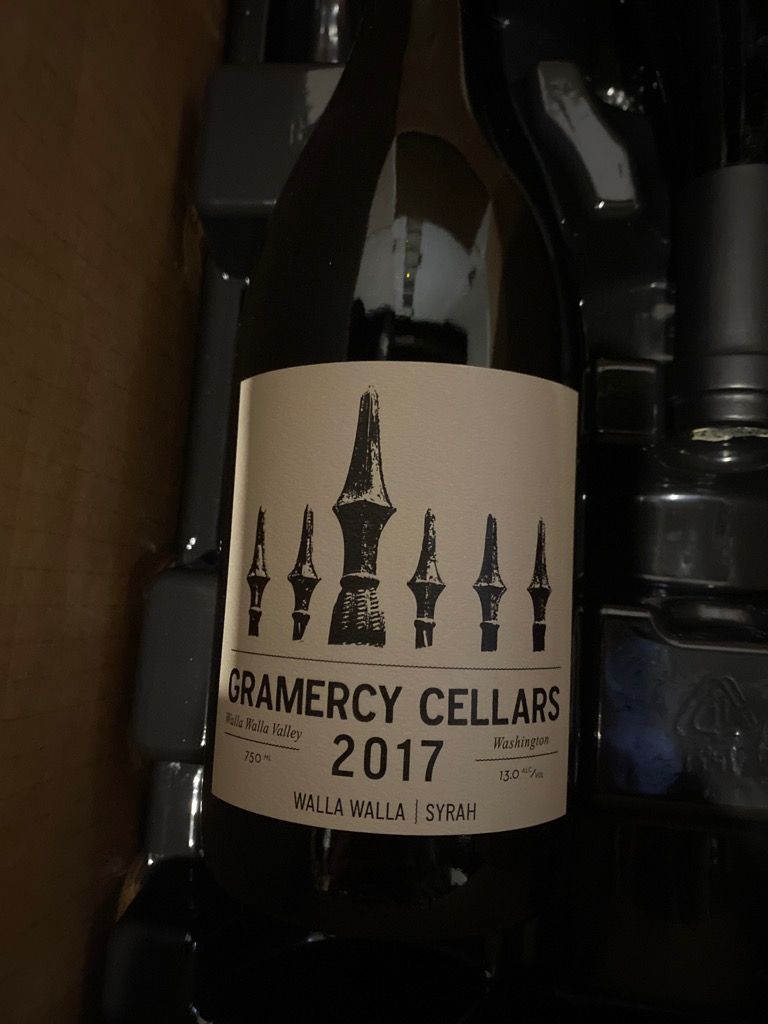 GRAMERCY CELLARS
Walla Walla Valley
Washington
2017
750 ML
13.0 ALC/VOL
WALLA WALLA | SYRAH